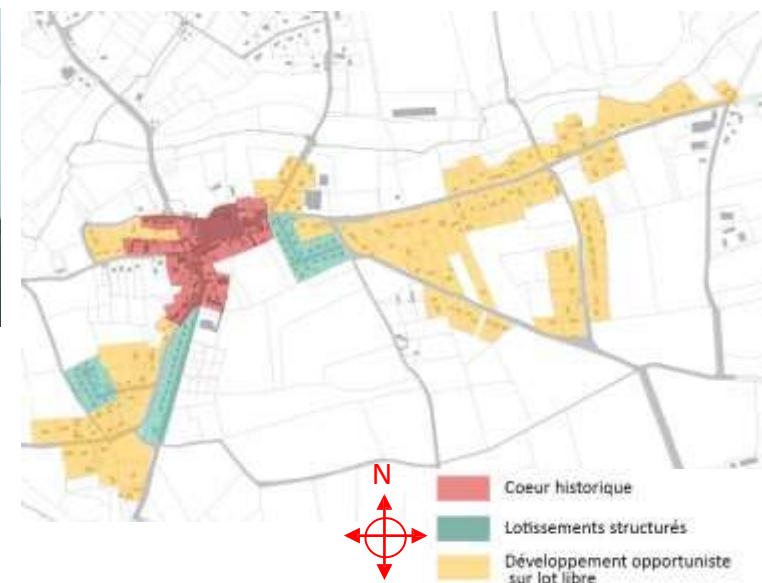 N
Coeur historique
Lotissements structurés
Développement opportuniste
sur lot libre